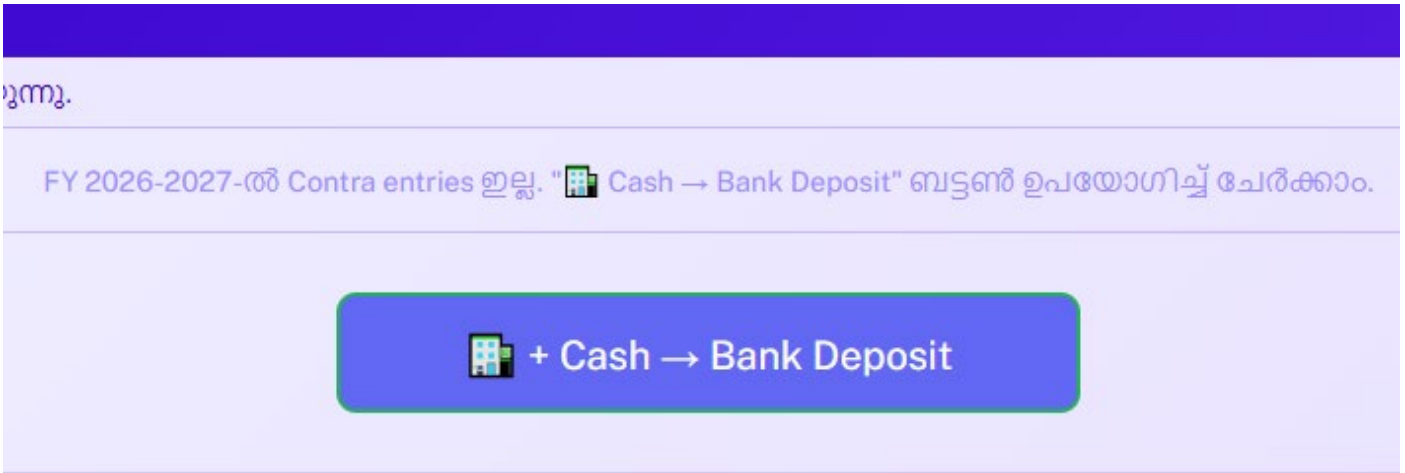 FY 2026-2027-ൽ Contra entries ഇല്ല. "🏢 Cash → Bank Deposit" ബട്ടൺ ഉപയോഗിച്ച് ചേർക്കാം.
🏢 + Cash → Bank Deposit